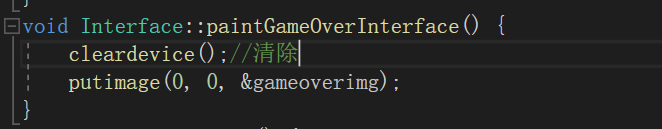 void Interface::paintGameOverInterface() {
cleardevice();//清除
putimage(0, 0, &gameoverimg);
}